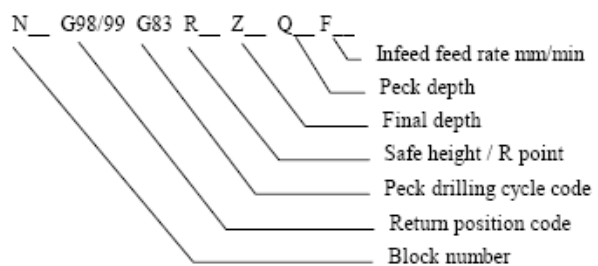 N__ G98/99 G83 R__ Z__ Q__ F__
Infeed feed rate mm/min
Peck depth
Final depth
Safe height / R point
Peck drilling cycle code
Return position code
Block number